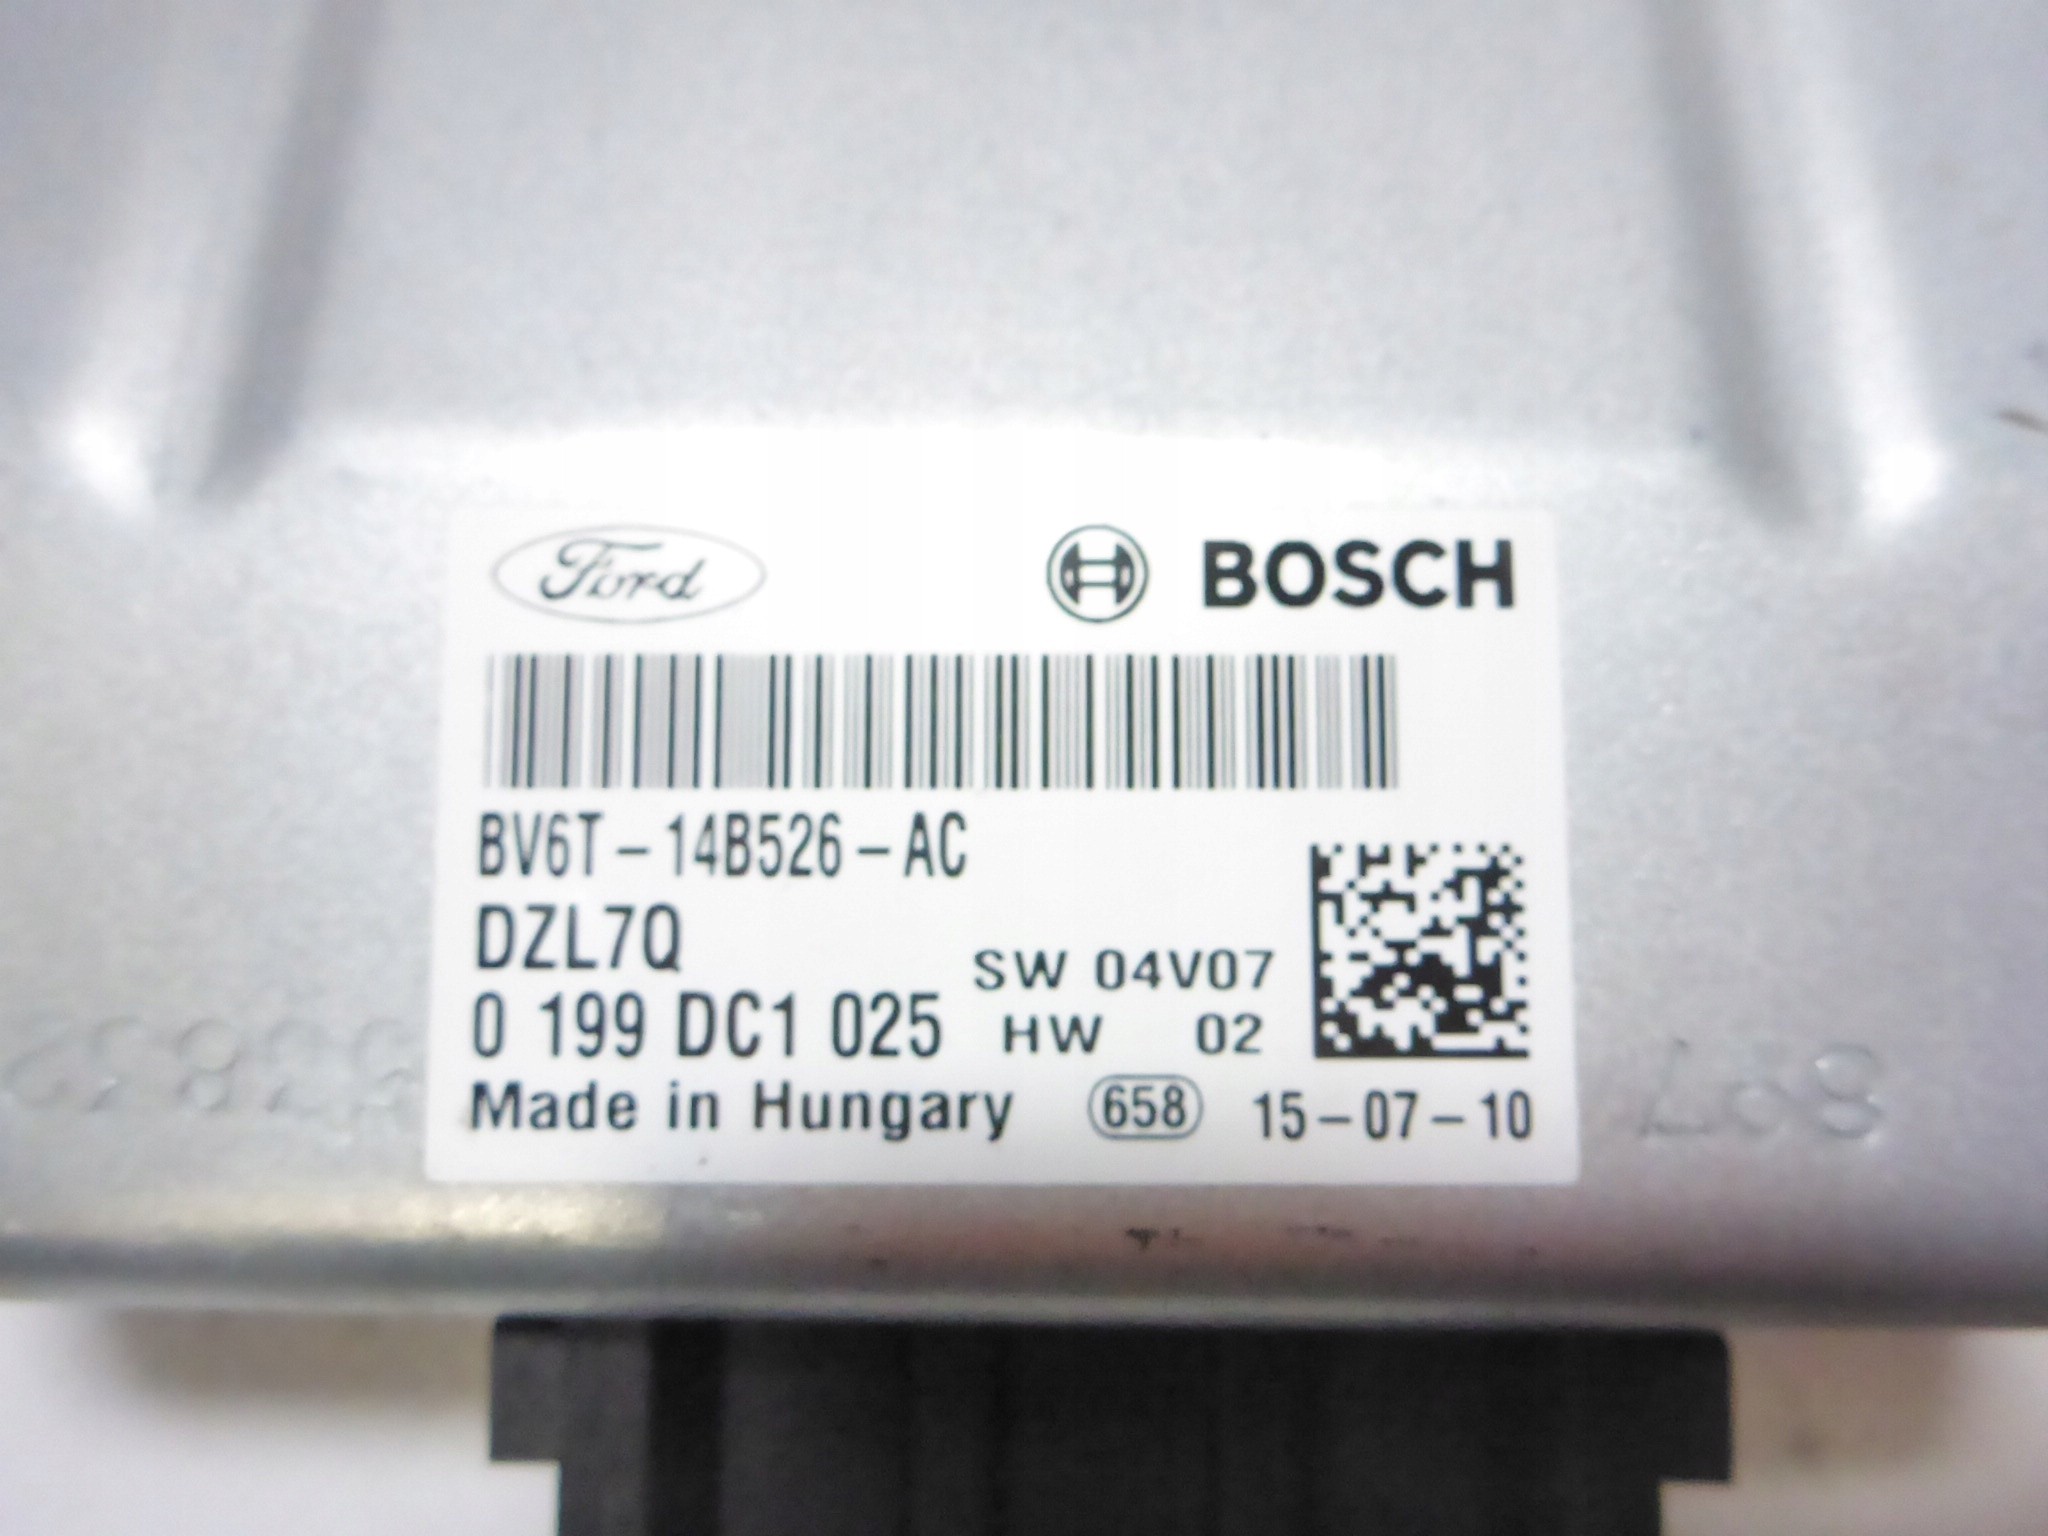 Ford BOSCH
BV6T-14B526-AC
DZL7Q
SW 04V07
0 199 DC1 025 HW 02
Made in Hungary 658 15-07-10